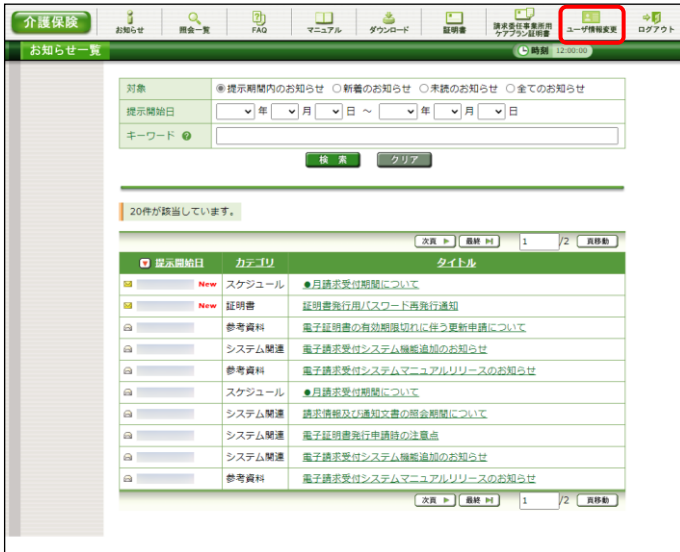 介護保険
お知らせ 照会一覧 FAQ マニュアル ダウンロード 証明書 請求委任事業所用ケアプラン証明書 ユーザ情報変更 ログアウト
お知らせ一覧 時刻 12:00:00
対象 提示期間内のお知らせ 新着のお知らせ 未読のお知らせ 全てのお知らせ
提示開始日 年 月 日 ～ 年 月 日
キーワード ?
検 索 クリア
20件が該当しています。
次頁 最終 1 /2 頁移動
提示開始日 カテゴリ タイトル
New スケジュール ●月請求受付期間について
New 証明書 証明書発行用パスワード再発行通知
参考資料 電子証明書の有効期限切れに伴う更新申請について
システム関連 電子請求受付システム機能追加のお知らせ
参考資料 電子請求受付システムマニュアルリリースのお知らせ
スケジュール ●月請求受付期間について
システム関連 請求情報及び通知文書の照会期間について
システム関連 電子証明書発行申請時の注意点
システム関連 電子請求受付システム機能追加のお知らせ
参考資料 電子請求受付システムマニュアルリリースのお知らせ
次頁 最終 1 /2 頁移動